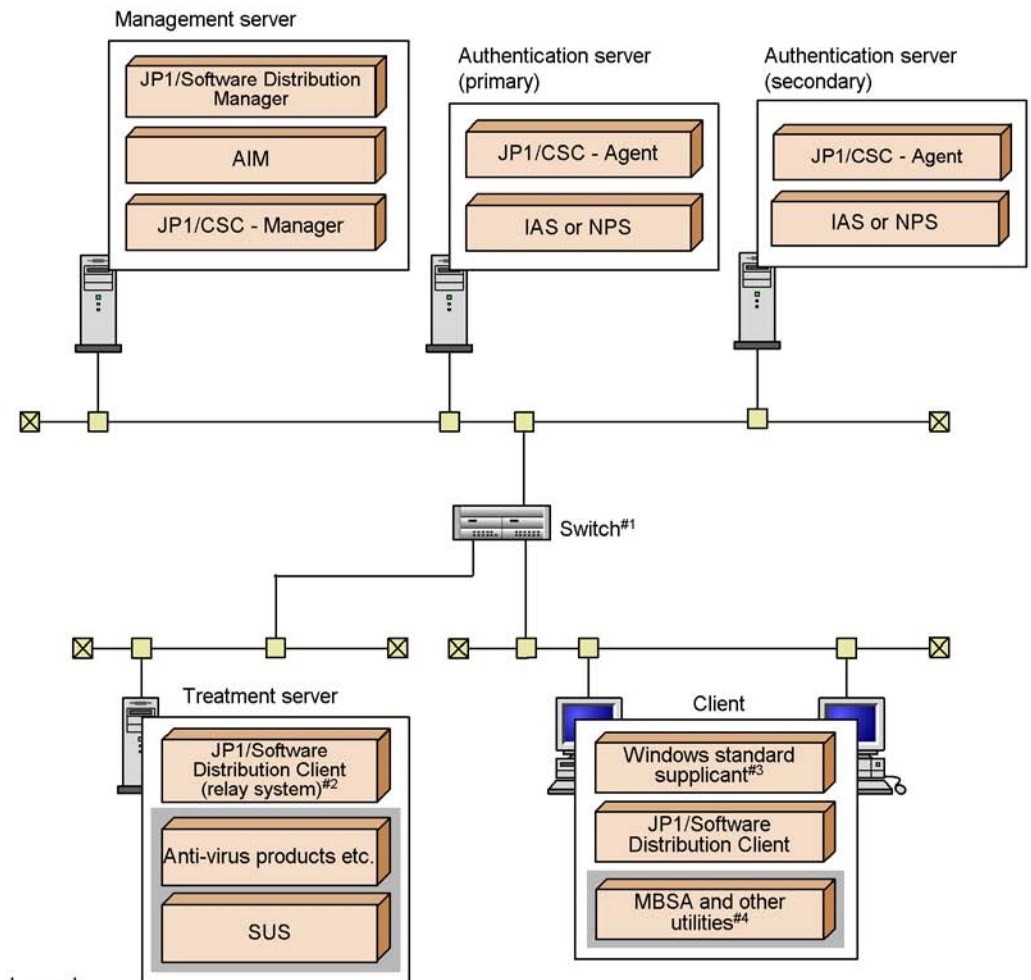 Management server
JP1/Software Distribution
Manager
AIM
JP1/CSC - Manager
Authentication server
(primary)
JP1/CSC - Agent
IAS or NPS
Authentication server
(secondary)
JP1/CSC - Agent
IAS or NPS
Switch#1
Treatment server
JP1/Software
Distribution Client
(relay system)#2
Anti-virus products etc.
SUS
Client
Windows standard
supplicant#3
JP1/Software
Distribution Client
MBSA and other
utilities#4